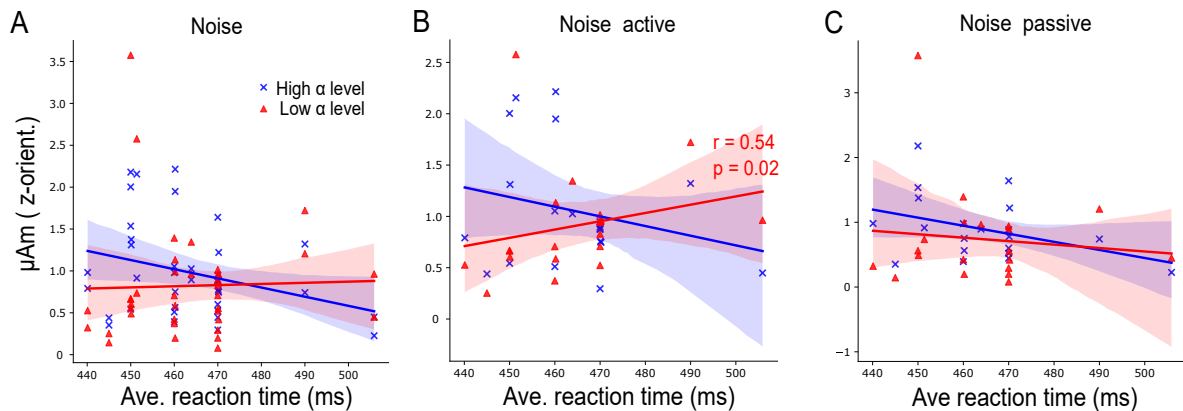 A
Noise
B
Noise active
C
Noise passive
μAm ( z-orient.)
3.5
3.0
2.5
2.0
1.5
1.0
0.5
0
× High α level
▲ Low α level
440 450 460 470 480 490 500
Ave. reaction time (ms)
2.5
2.0
1.5
1.0
0.5
0
r = 0.54
p = 0.02
440 450 460 470 480 490 500
Ave. reaction time (ms)
3
2
1
0
−1
440 450 460 470 480 490 500
Ave reaction time (ms)